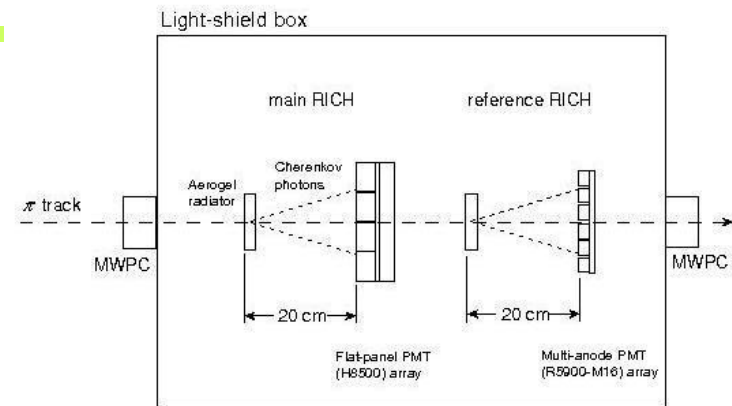 Light-shield box
main RICH
reference RICH
Cherenkov
photons
Aerogel
radiator
π track
MWPC
MWPC
20 cm
20 cm
Flat-panel PMT
(H8500) array
Multi-anode PMT
(R5900-M16) array